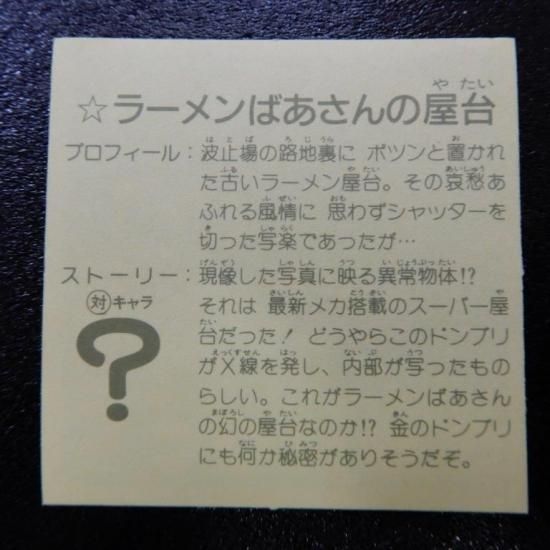 ☆ラーメンばあさんの屋台
プロフィール：波止場の路地裏に ポツンと置かれ
た古いラーメン屋台。その哀愁あ
ふれる風情に 思わずシャッターを
切った写楽であったが…
ストーリー：現像した写真に映る異常物体!?
対キャラ
?
それは 最新メカ搭載のスーパー屋
台だった！ どうやらこのドンブリ
がX線を発し、内部が写ったもの
らしい。これがラーメンばあさん
の幻の屋台なのか!? 金のドンブリ
にも何か秘密がありそうだぞ。